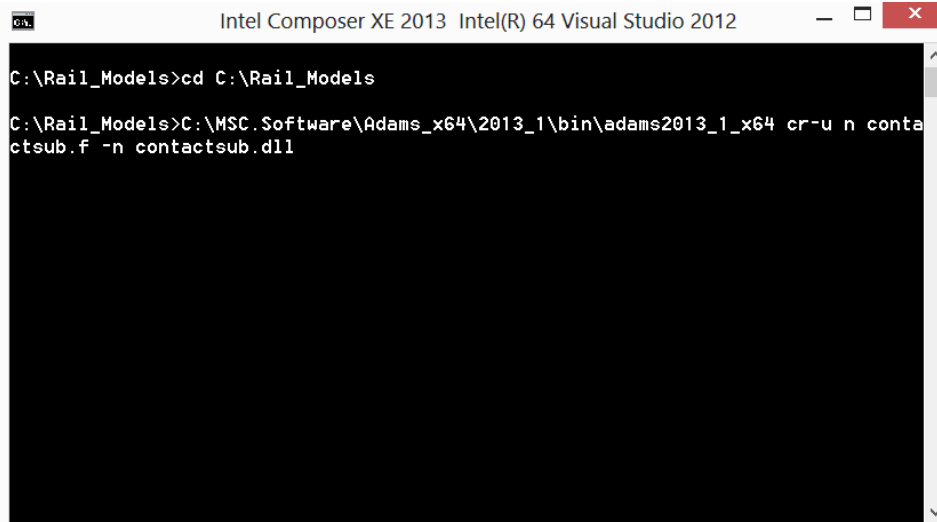 Intel Composer XE 2013 Intel(R) 64 Visual Studio 2012
C:\Rail_Models>cd C:\Rail_Models
C:\Rail_Models>C:\MSC.Software\Adams_x64\2013_1\bin\adams2013_1_x64 cr-u n conta
ctsub.f -n contactsub.dll